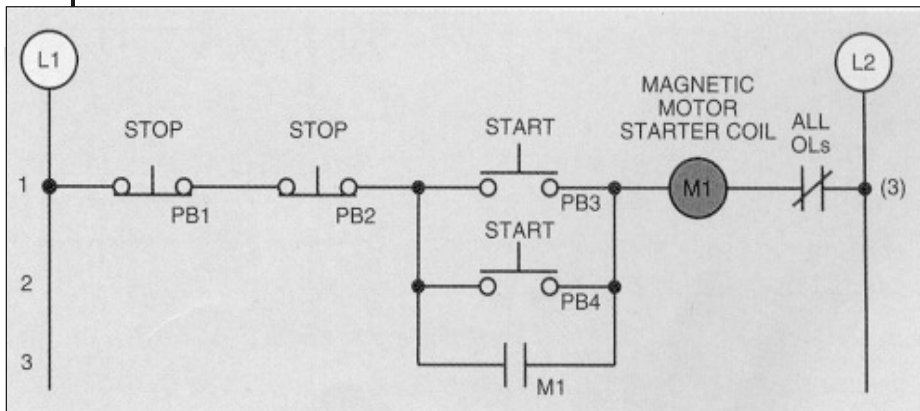 L1
L2
MAGNETIC
MOTOR
STARTER COIL
ALL
OLs
STOP
STOP
START
1
PB1
PB2
PB3
M1
(3)
START
2
PB4
3
M1